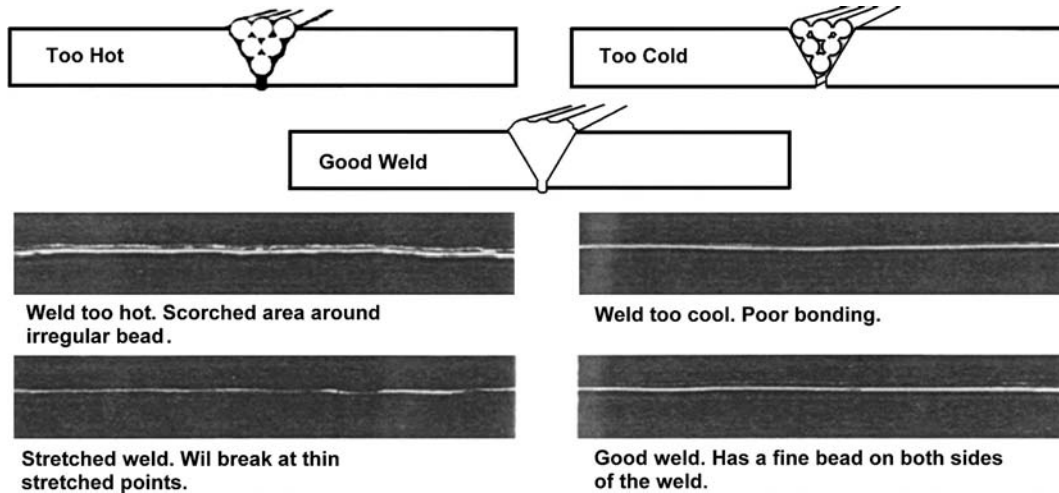 Too Hot
Too Cold
Good Weld
Weld too hot. Scorched area around
irregular bead.
Weld too cool. Poor bonding.
Stretched weld. Wil break at thin
stretched points.
Good weld. Has a fine bead on both sides
of the weld.